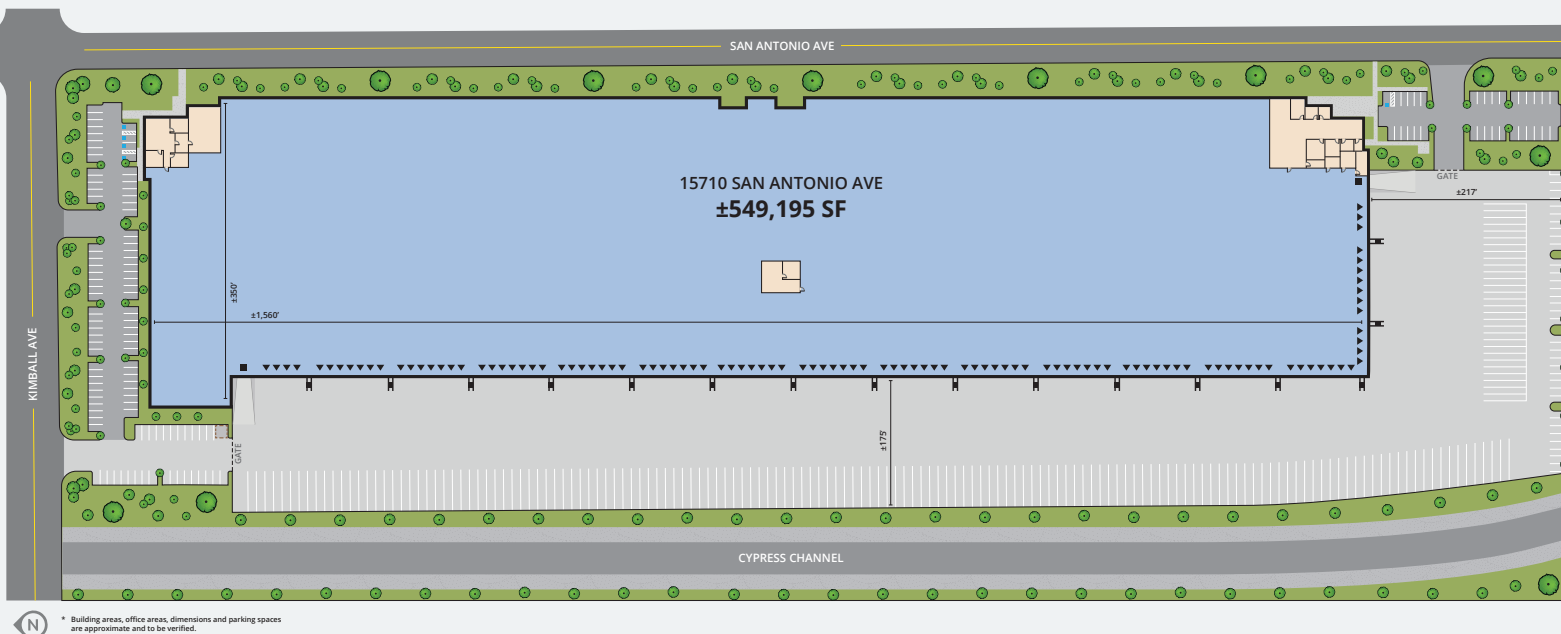 SAN ANTONIO AVE
15710 SAN ANTONIO AVE
±549,195 SF
GATE
±217'
±350'
±1,560'
KIMBALL AVE
±175'
GATE
CYPRESS CHANNEL
N
* Building areas, office areas, dimensions and parking spaces
are approximate and to be verified.